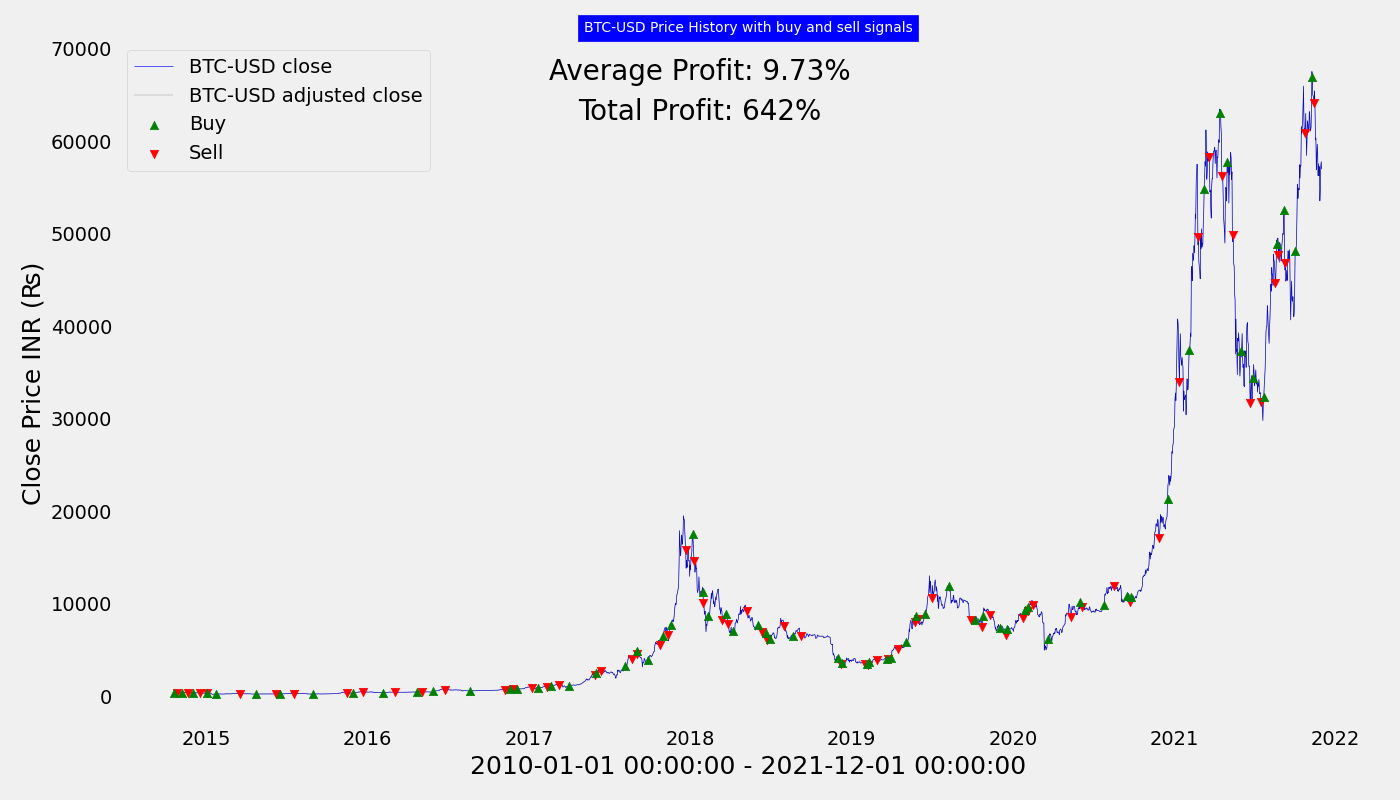 BTC-USD Price History with buy and sell signals
70000
60000
50000
40000
30000
20000
10000
0
Close Price INR (₨)
BTC-USD close
BTC-USD adjusted close
Buy
Sell
Average Profit: 9.73%
Total Profit: 642%
2015 2016 2017 2018 2019 2020 2021 2022
2010-01-01 00:00:00 - 2021-12-01 00:00:00